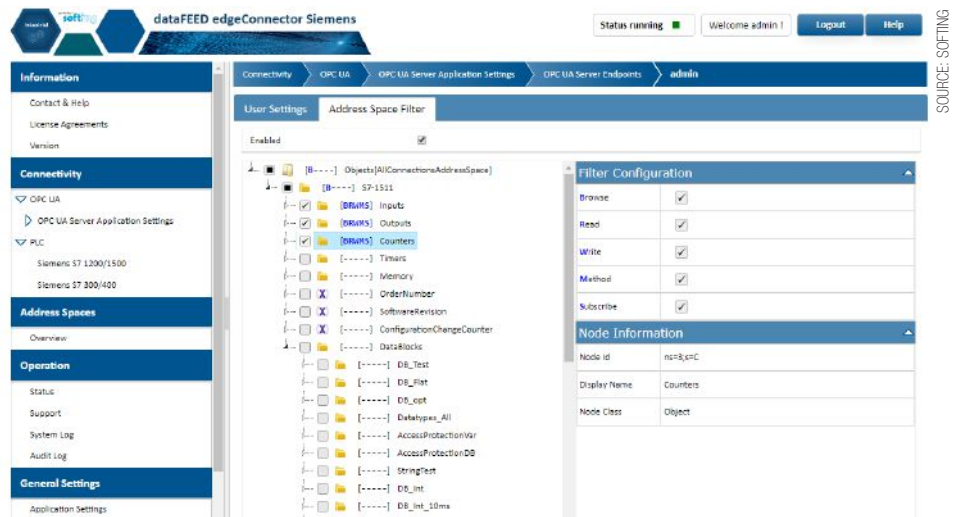 industrial
softing
dataFEED edgeConnector Siemens
Status running
Welcome admin !
Logout
Help
SOURCE: SOFTING
Information
Contact & Help
License Agreements
Version
Connectivity
OPC UA
OPC UA Server Application Settings
PLC
Siemens S7 1200/1500
Siemens S7 300/400
Address Spaces
Overview
Operation
Status
Support
System Log
Audit Log
General Settings
Application Settings
Connectivity
OPC UA
OPC UA Server Application Settings
OPC UA Server Endpoints
admin
User Settings
Address Space Filter
Enabled
[B----] Objects[AllConnectionsAddressSpace]
[B----] S7-1511
[BRWMS] Inputs
[BRWMS] Outputs
[BRWMS] Counters
[-----] Timers
[-----] Memory
X [-----] OrderNumber
X [-----] SoftwareRevision
X [-----] ConfigurationChangeCounter
[-----] DataBlocks
[-----] DB_Test
[-----] DB_Flat
[-----] DB_opt
[-----] Datatypes_All
[-----] AccessProtectionVar
[-----] AccessProtectionDB
[-----] StringTest
[-----] DB_Int
[-----] DB_Int_10ms
Filter Configuration
Browse
Read
Write
Method
Subscribe
Node Information
Node Id
ns=3;s=C
Display Name
Counters
Node Class
Object